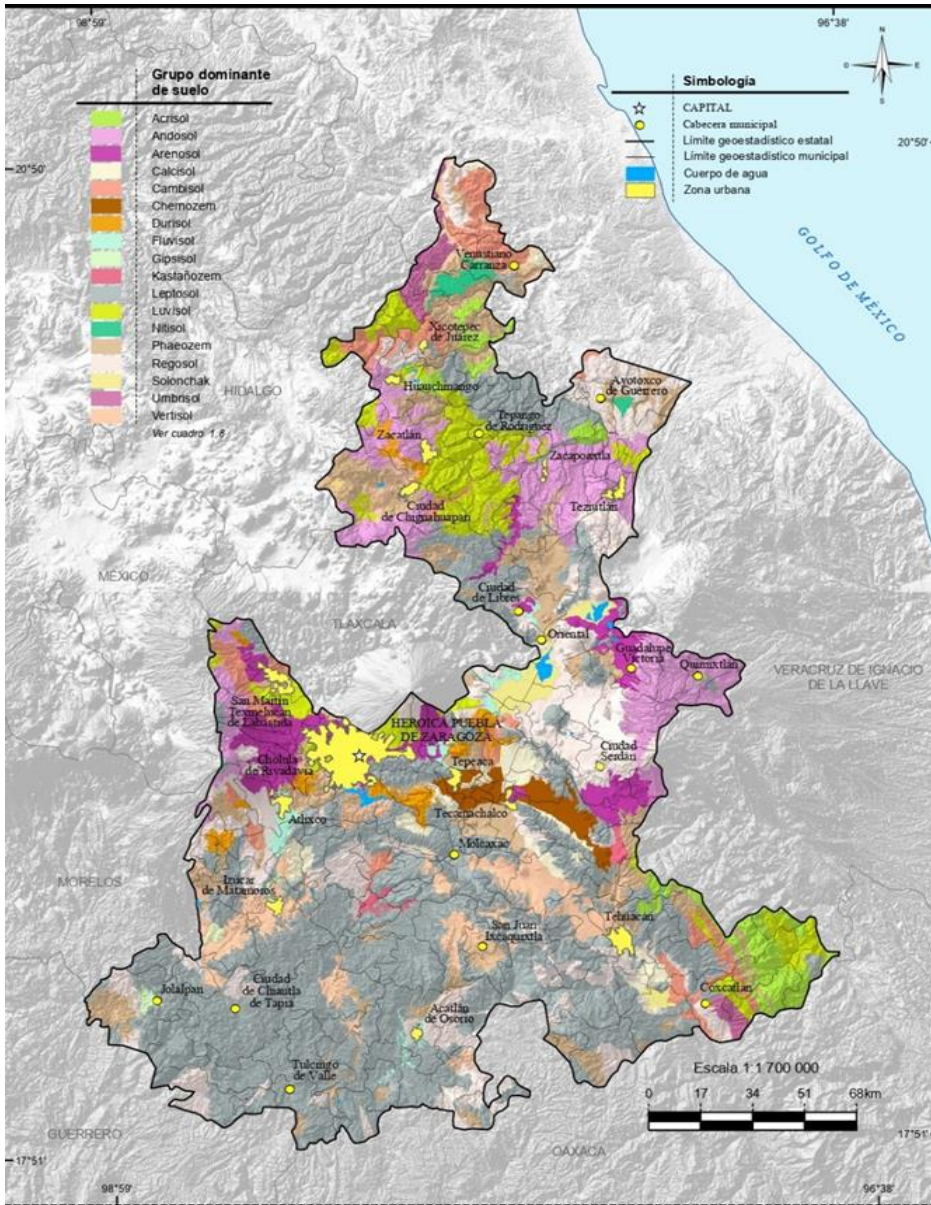 98°59'
96°38'
Grupo dominante
de suelo
Acrisol
Andosol
Arenosol
Calcisol
Cambisol
Chernozem
Durisol
Fluvisol
Gipsisol
Kastañozem
Leptosol
Luvisol
Nitisol
Phaeozem
Regosol
Solonchak
Umbrisol
Vertisol
Ver cuadro 1.6
Simbología
CAPITAL
Cabecera municipal
Límite geoestadístico estatal
Límite geoestadístico municipal
Cuerpo de agua
Zona urbana
N
O
E
S
20°50'
20°50'
GOLFO DE MÉXICO
Venustiano
Carranza
Xicotepec
de Juárez
HIDALGO
Huauchinango
Ayotoxco
de Guerrero
Tepango
de Rodríguez
Zacatlán
Zacapoaxtla
Ciudad
de Chignahuapan
Teziutlán
MÉXICO
Ciudad
de Libres
TLAXCALA
Oriental
Guadalupe
Victoria
Quimixtlán
VERACRUZ DE IGNACIO
DE LA LLAVE
San Martín
Texmelucan
de Labastida
HEROICA PUEBLA
DE ZARAGOZA
Cholula
de Rivadavia
Tepeaca
Ciudad
Serdán
Atlixco
Tecamachalco
Molcaxac
MORELOS
Izúcar
de Matamoros
San Juan
Ixcaquixtla
Tehuacán
Jolalpan
Ciudad
de Chiautla
de Tapia
Acatlán
de Osorio
Coxcatlán
Tulcingo
de Valle
Escala 1:1 700 000
0 17 34 51 68km
GUERRERO
OAXACA
17°51'
17°51'
98°59'
96°38'